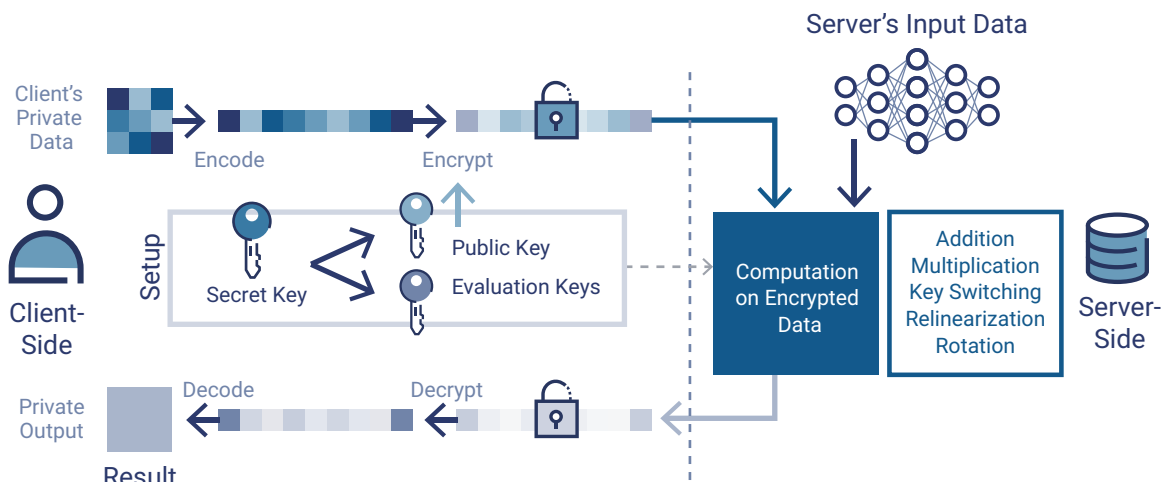 Server's Input Data
Client's
Private
Data
Encode
Encrypt
Setup
Secret Key
Public Key
Evaluation Keys
Client-
Side
Computation
on Encrypted
Data
Addition
Multiplication
Key Switching
Relinearization
Rotation
Server-
Side
Decode
Decrypt
Private
Output
Result